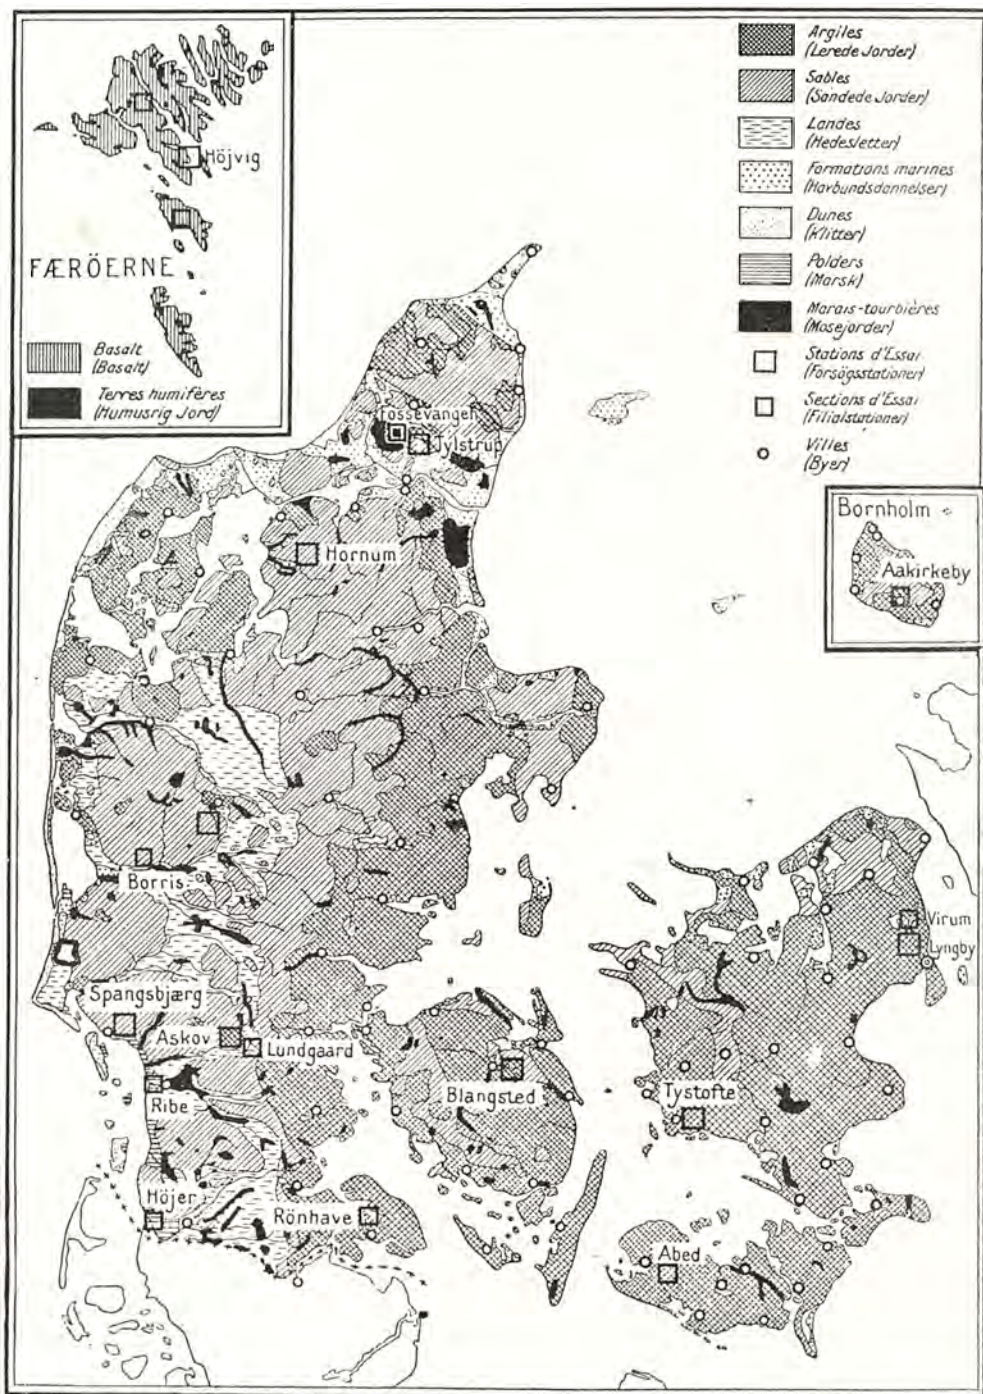 Höjvig
FÆRÖERNE
Basalt
(Basalt)
Terres humifères
(Humusrig Jord)
Argiles
(Lerede Jorder)
Sables
(Sandede Jorder)
Landes
(Hedesletter)
Formations marines
(Havbundsdannelser)
Dunes
(Klitter)
Polders
(Marsk)
Marais-tourbières
(Mosejorder)
Stations d'Essai
(Forsögsstationer)
Sections d'Essai
(Filialstationer)
Villes
(Byer)
Fossevangen
Tylstrup
Hornum
Bornholm
Aakirkeby
Borris
Virum
Lyngby
Spangsbjærg
Askov
Lundgaard
Blangsted
Tystofte
Ribe
Höjer
Rönhave
Abed